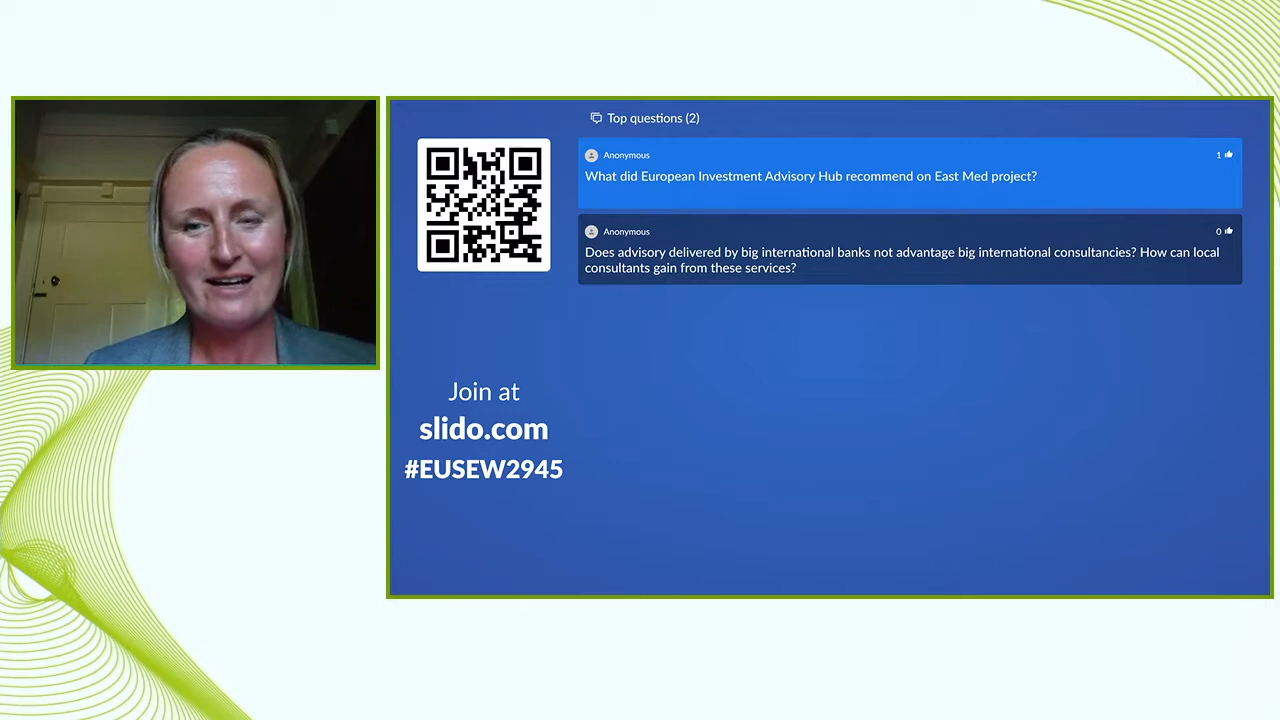 Top questions (2)
Anonymous
1
What did European Investment Advisory Hub recommend on East Med project?
Anonymous
0
Does advisory delivered by big international banks not advantage big international consultancies? How can local
consultants gain from these services?
Join at
slido.com
#EUSEW2945